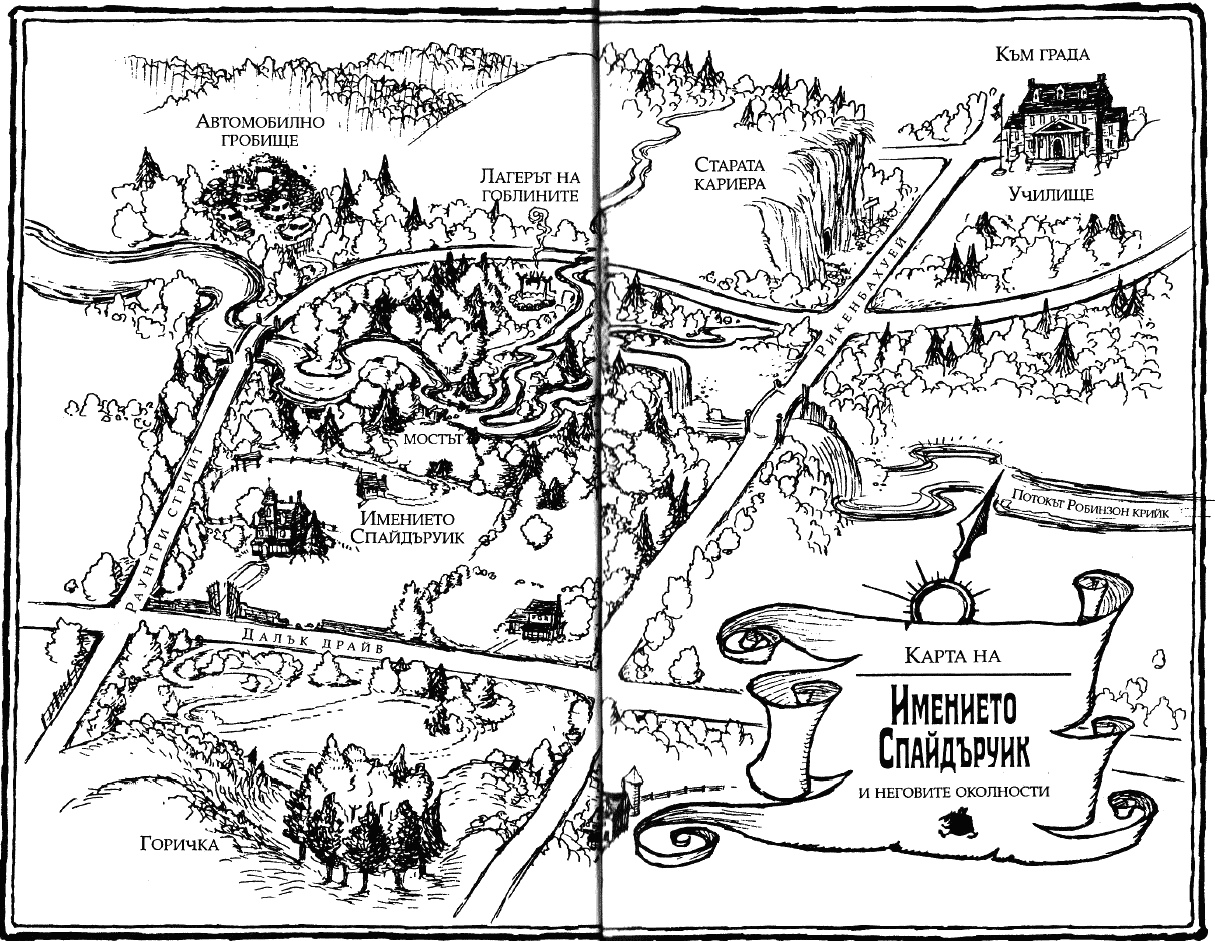 Към града
Автомобилно
гробище
Лагерът на
гоблините
Старата
кариера
Училище
Рикенбахуей
мостът
Раунтри стрийт
Имението
Спайдъруик
Потокът Робинзон крийк
Далък драйв
Карта на
Имението
Спайдъруик
и неговите околности
Горичка